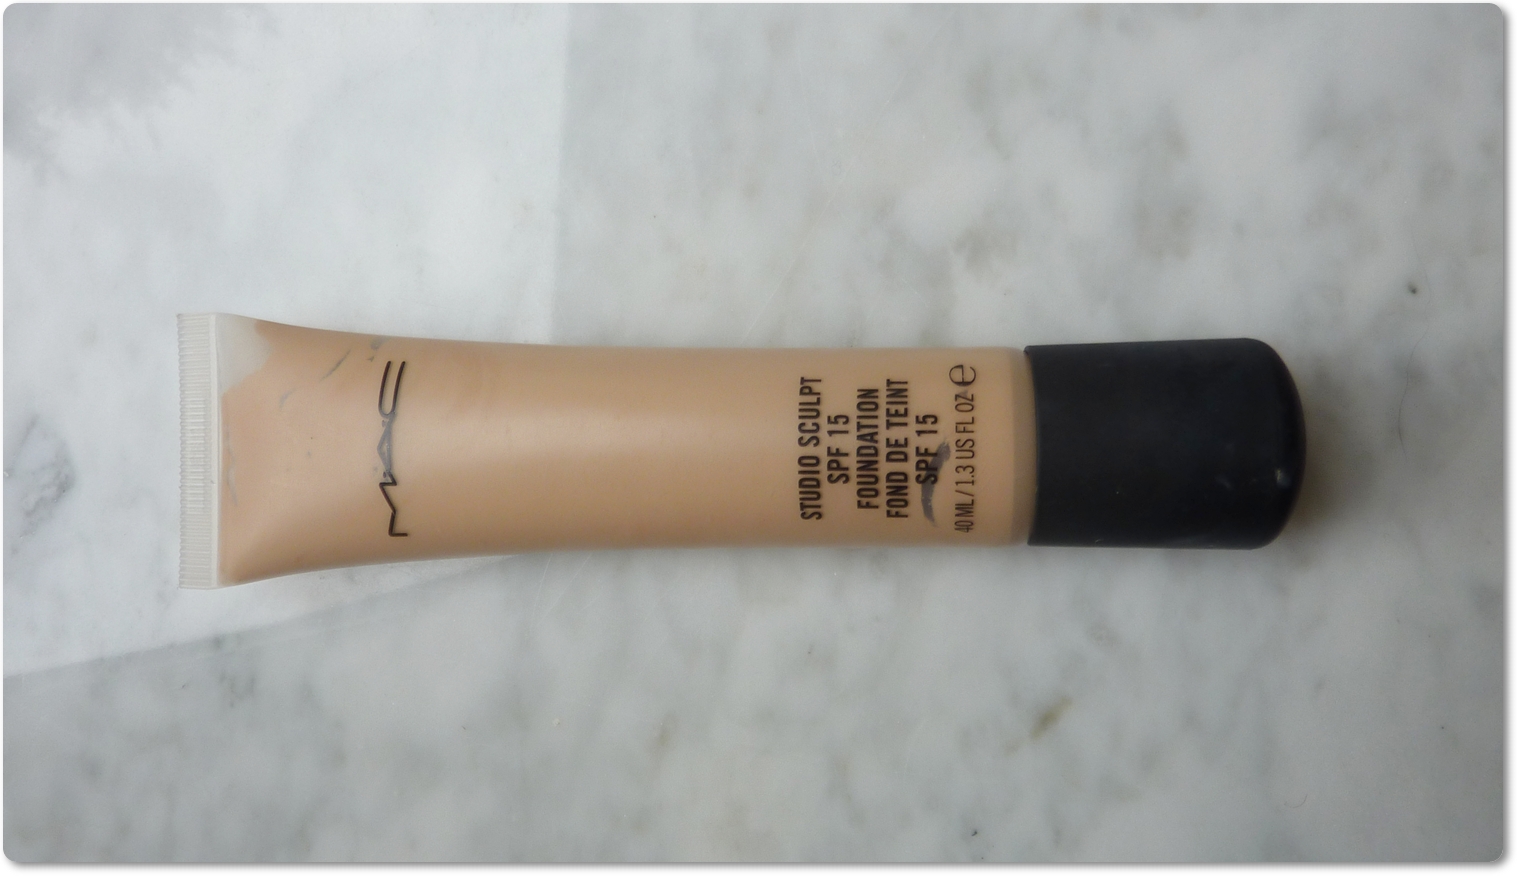 MAC
STUDIO SCULPT
SPF 15
FOUNDATION
FOND DE TEINT
SPF 15
40 ML/1.3 US FL OZ ℮